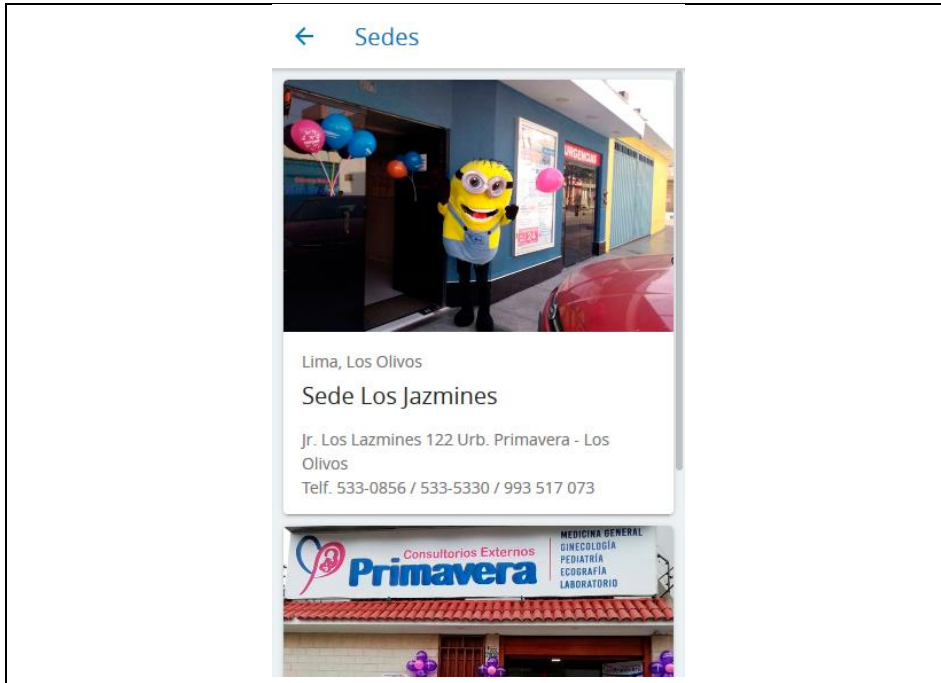 Sedes
URGENCIAS
24
Lima, Los Olivos
Sede Los Jazmines
Jr. Los Lazmines 122 Urb. Primavera - Los
Olivos
Telf. 533-0856 / 533-5330 / 993 517 073
Consultorios Externos
Primavera
MEDICINA GENERAL
GINECOLOGÍA
PEDIATRÍA
ECOGRAFÍA
LABORATORIO